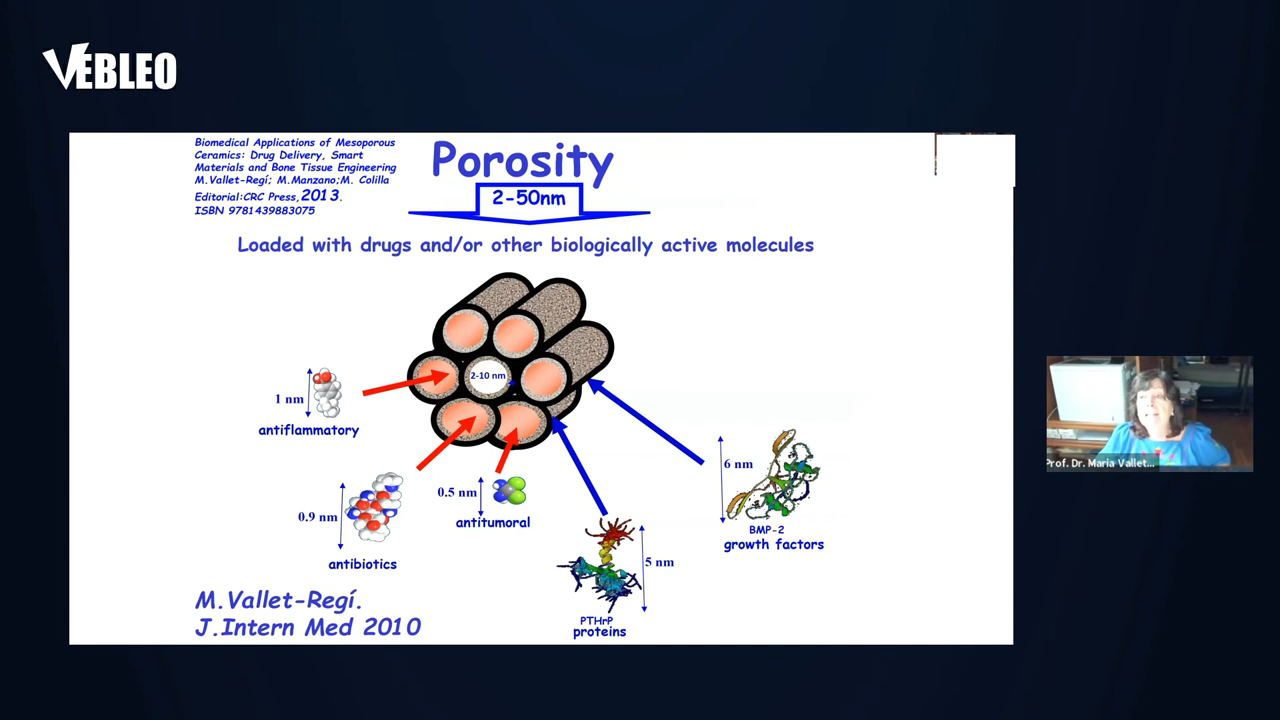 VEBLEO
Biomedical Applications of Mesoporous
Ceramics: Drug Delivery, Smart
Materials and Bone Tissue Engineering
M.Vallet-Regí; M.Manzano;M. Colilla
Editorial:CRC Press,2013.
ISBN 9781439883075
Porosity
2-50nm
Loaded with drugs and/or other biologically active molecules
2-10 nm
1 nm
antiflammatory
0.9 nm
antibiotics
0.5 nm
antitumoral
5 nm
PTHrP
proteins
6 nm
BMP-2
growth factors
M.Vallet-Regí.
J.Intern Med 2010
Prof. Dr. Maria Vallet...